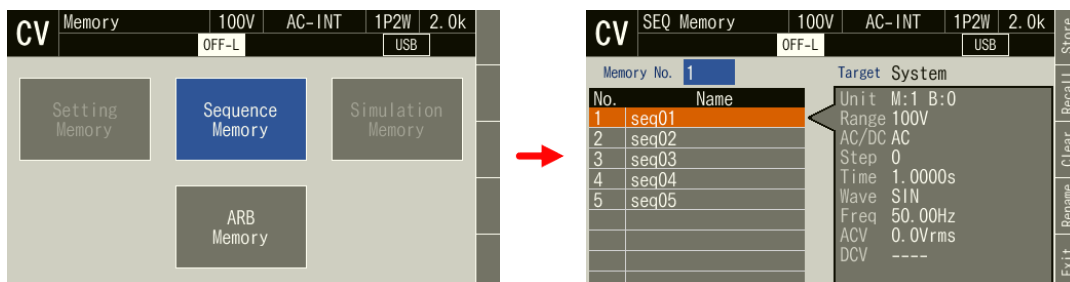 CV Memory 100V AC-INT 1P2W 2.0k
OFF-L USB
Setting Memory
Sequence Memory
Simulation Memory
ARB Memory
CV SEQ Memory 100V AC-INT 1P2W 2.0k
OFF-L USB
Memory No. 1
No. Name
1 seq01
2 seq02
3 seq03
4 seq04
5 seq05
Target System
Unit M:1 B:0
Range 100V
AC/DC AC
Step 0
Time 1.0000s
Wave SIN
Freq 50.00Hz
ACV 0.0Vrms
DCV ----
Store
Recall
Clear
Rename
Exit